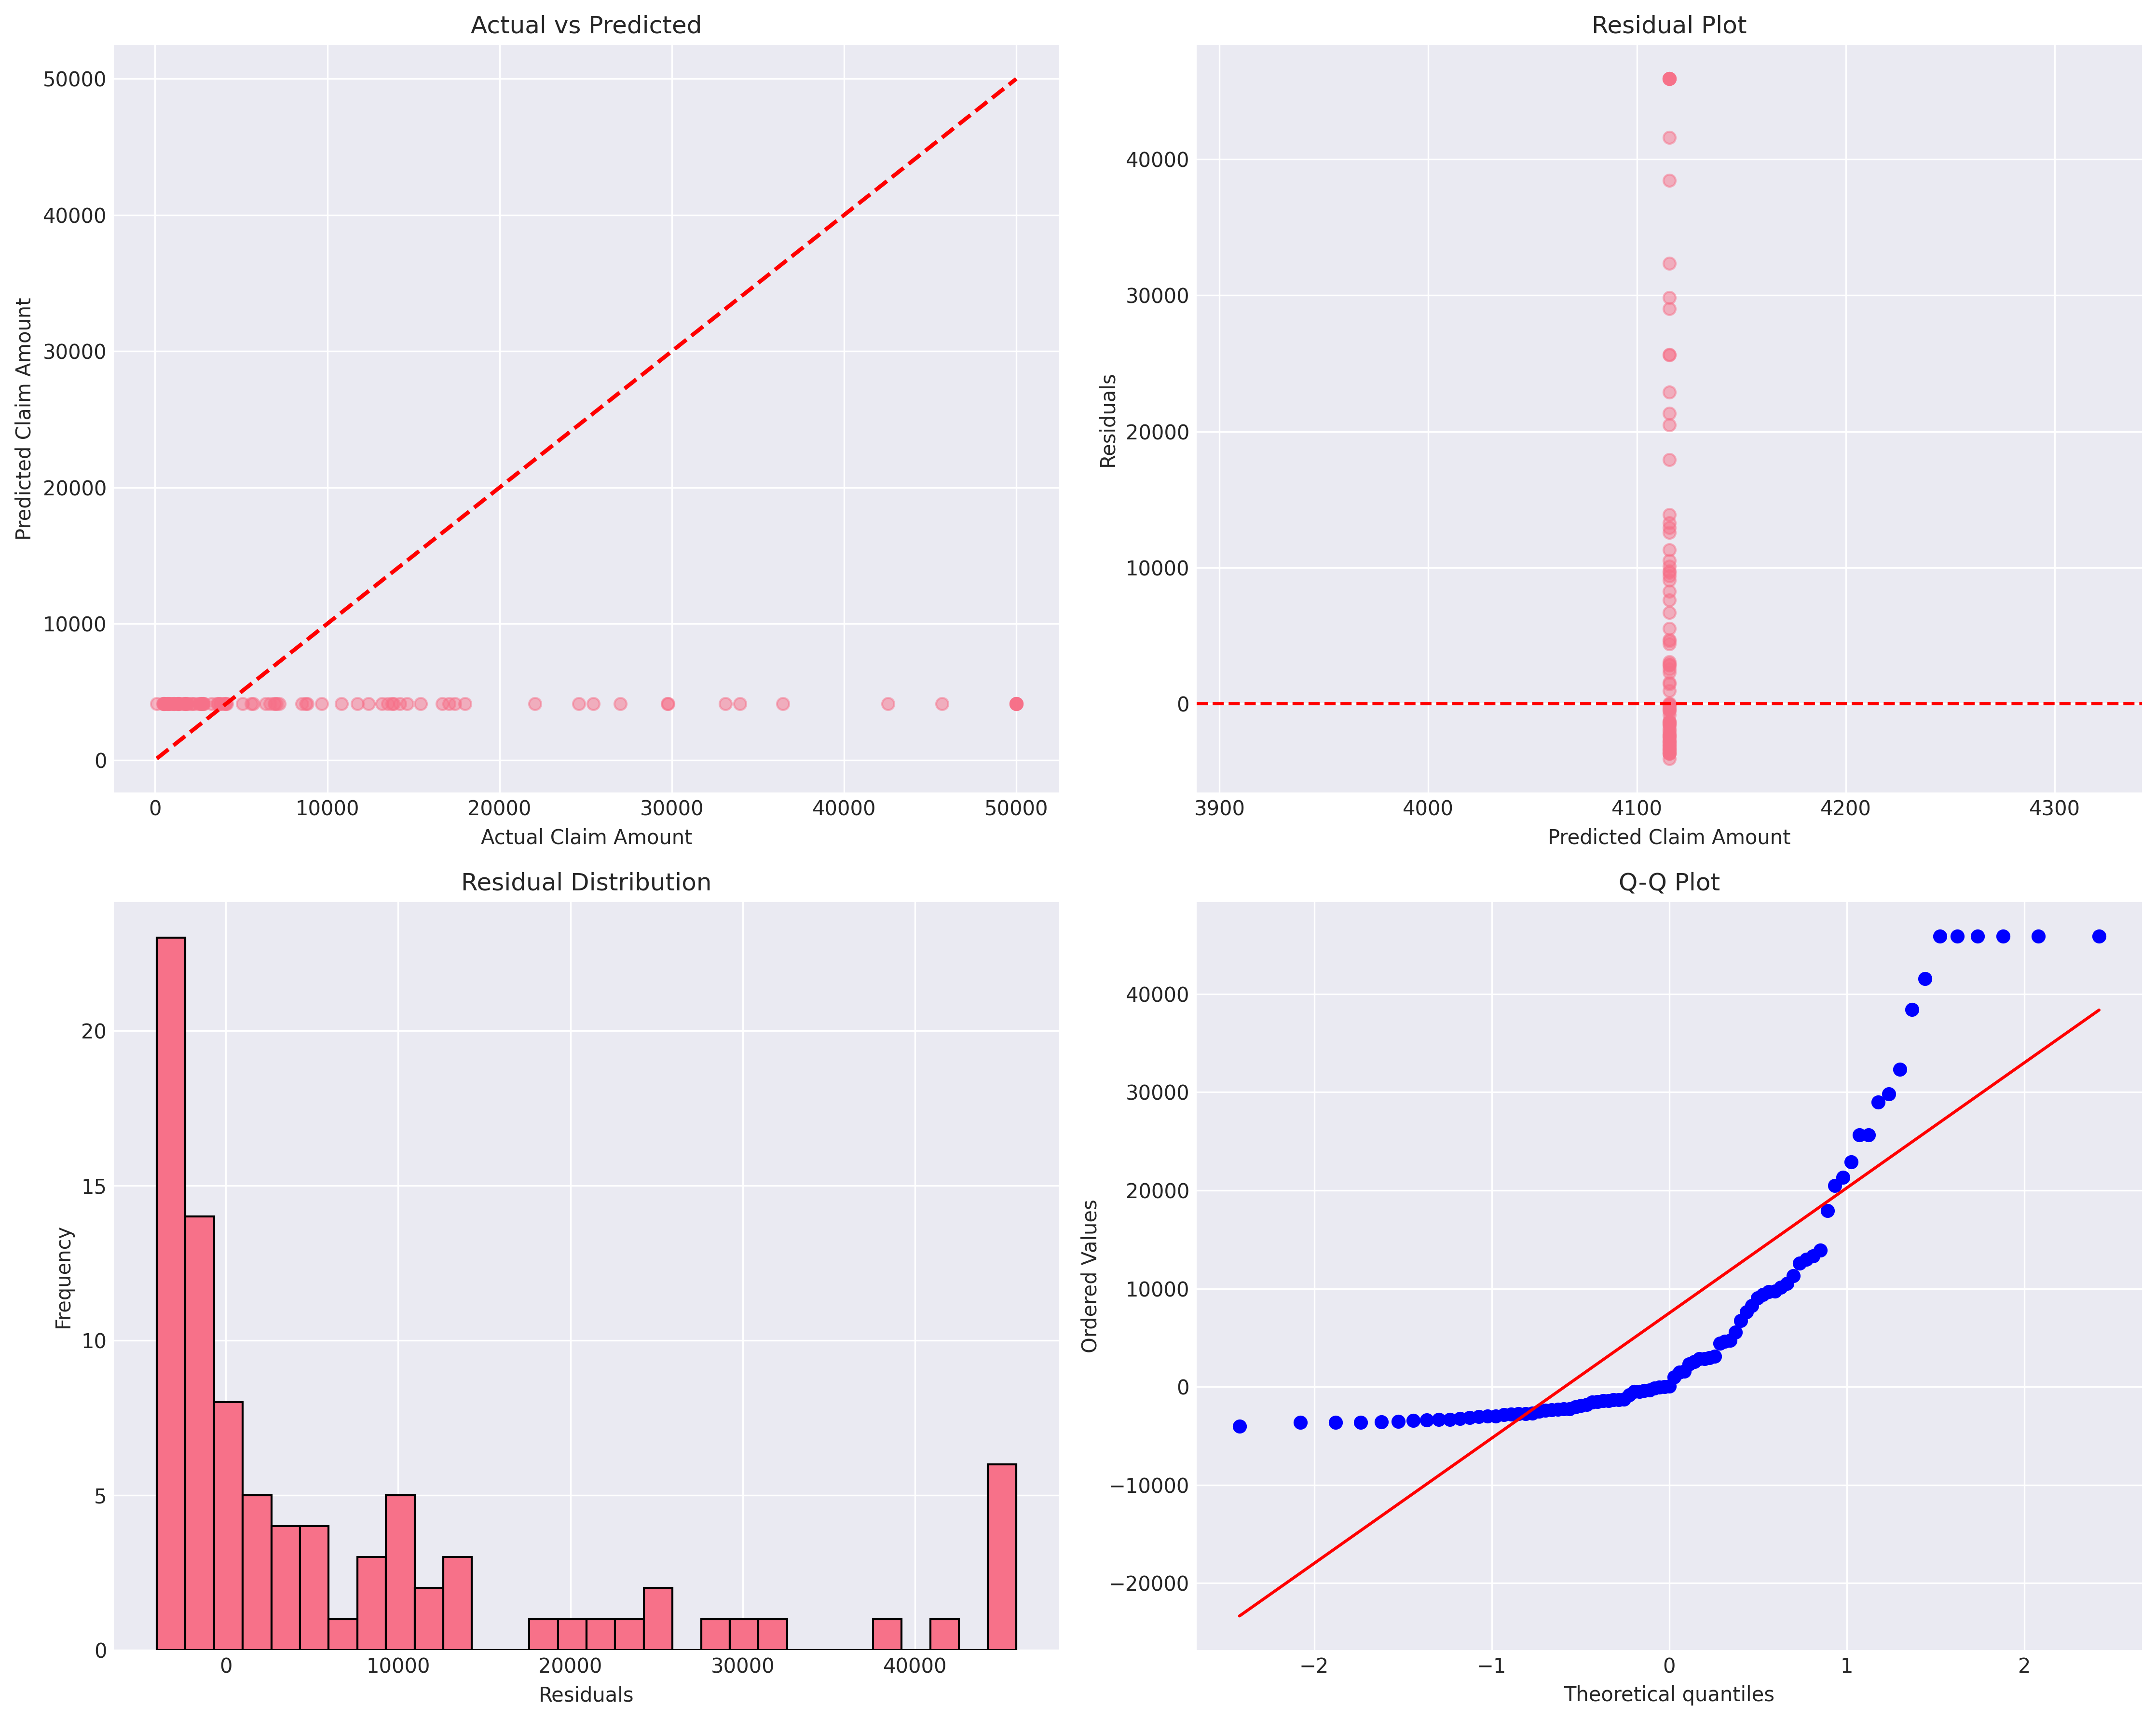 Actual vs Predicted
50000
40000
30000
20000
10000
0
Predicted Claim Amount
0 10000 20000 30000 40000 50000
Actual Claim Amount
Residual Plot
40000
30000
20000
10000
0
Residuals
3900 4000 4100 4200 4300
Predicted Claim Amount
Residual Distribution
20
15
10
5
0
Frequency
0 10000 20000 30000 40000
Residuals
Q-Q Plot
40000
30000
20000
10000
0
−10000
−20000
Ordered Values
−2 −1 0 1 2
Theoretical quantiles